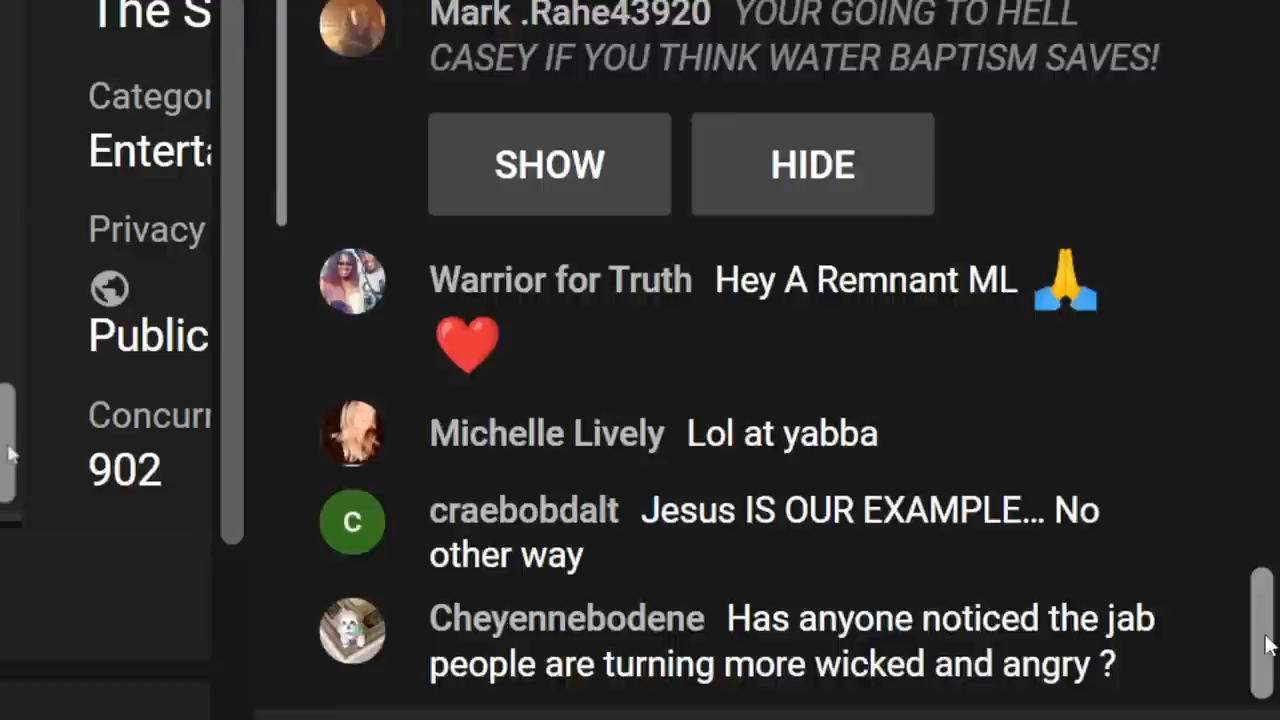 The S
Categor
Enterta
Privacy
Public
Concurr
902
Mark .Rahe43920 YOUR GOING TO HELL
CASEY IF YOU THINK WATER BAPTISM SAVES!
SHOW HIDE
Warrior for Truth Hey A Remnant ML 🙏
❤️
Michelle Lively Lol at yabba
C
craebobdalt Jesus IS OUR EXAMPLE... No
other way
Cheyennebodene Has anyone noticed the jab
people are turning more wicked and angry ?